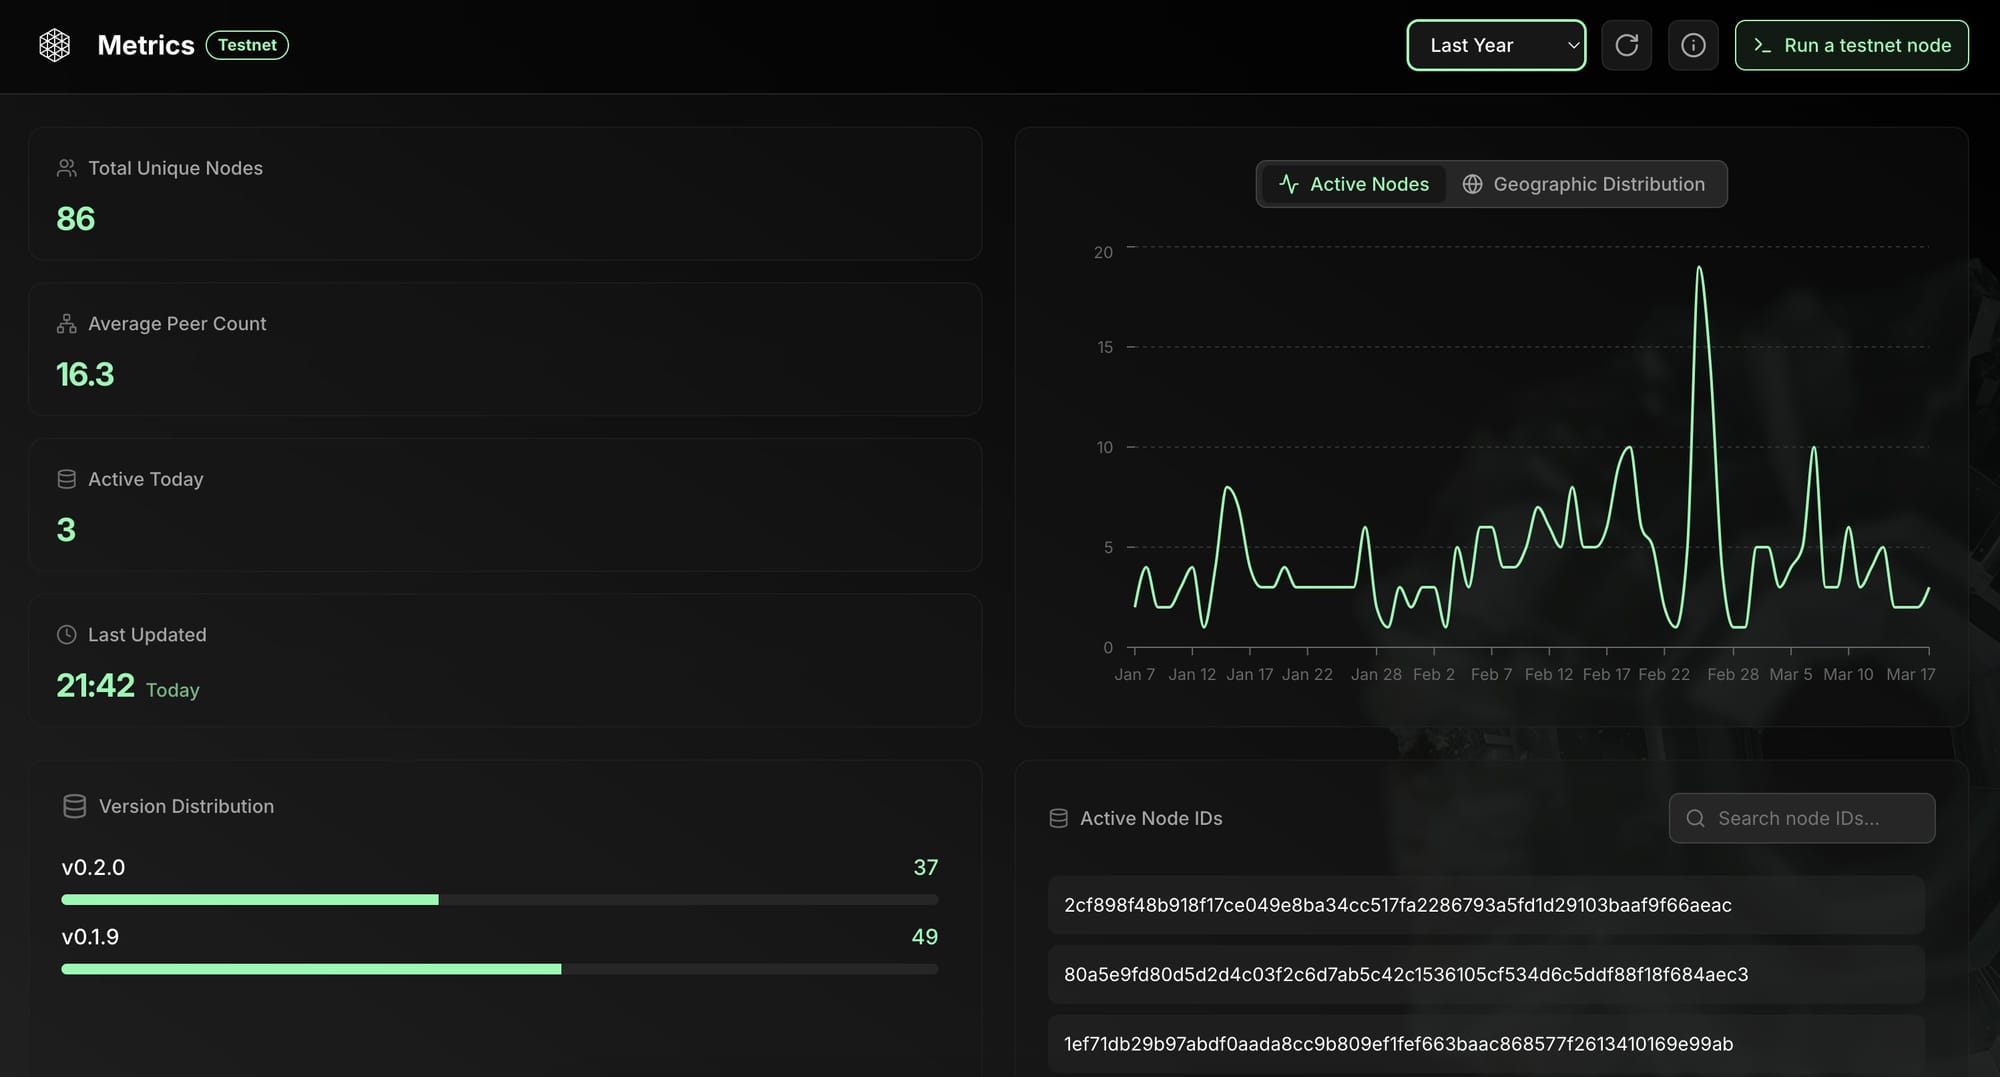 Metrics Testnet
Last Year
Run a testnet node
Total Unique Nodes
86
Average Peer Count
16.3
Active Today
3
Last Updated
21:42 Today
Active Nodes
Geographic Distribution
20
15
10
5
0
Jan 7 Jan 12 Jan 17 Jan 22 Jan 28 Feb 2 Feb 7 Feb 12 Feb 17 Feb 22 Feb 28 Mar 5 Mar 10 Mar 17
Version Distribution
v0.2.0 37
v0.1.9 49
Active Node IDs
Search node IDs...
2cf898f48b918f17ce049e8ba34cc517fa2286793a5fd1d29103baaf9f66aeac
80a5e9fd80d5d2d4c03f2c6d7ab5c42c1536105cf534d6c5ddf88f18f684aec3
1ef71db29b97abdf0aada8cc9b809ef1fef663baac868577f2613410169e99ab